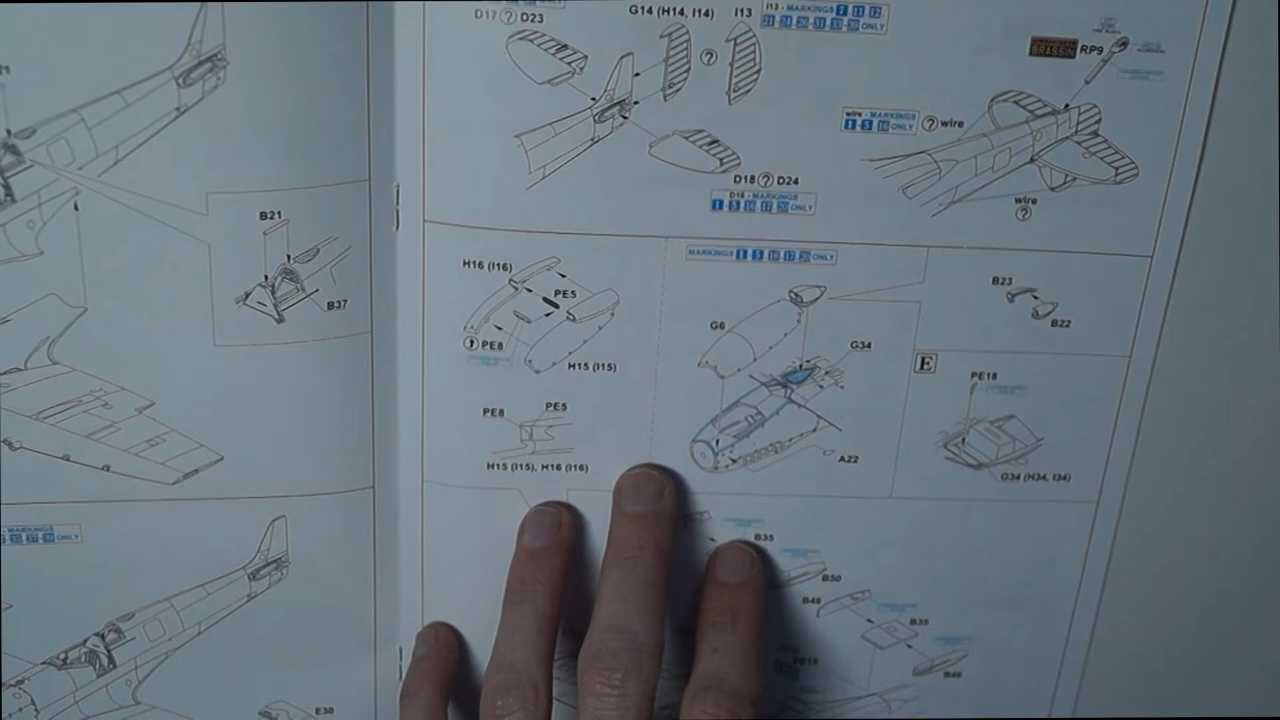 D17 ? D23
G14 (H14, I14)
I13
I13 - MARKINGS 7 11 12
21-24 26-31 33-39 ONLY
BRASSIN RP9
wire - MARKINGS
1-5 16 ONLY
? wire
D18 ? D24
D18 - MARKINGS
1-5 16 17 20 ONLY
wire
?
B21
B37
H16 (I16)
PE5
PE8
H15 (I15)
PE8
PE5
H15 (I15), H16 (I16)
MARKINGS 1-5 16 17 20 ONLY
G6
G34
A22
B23
B22
E
PE18
G34 (H34, I34)
MARKINGS
ONLY
E30
B35
B50
B48
B35
B46